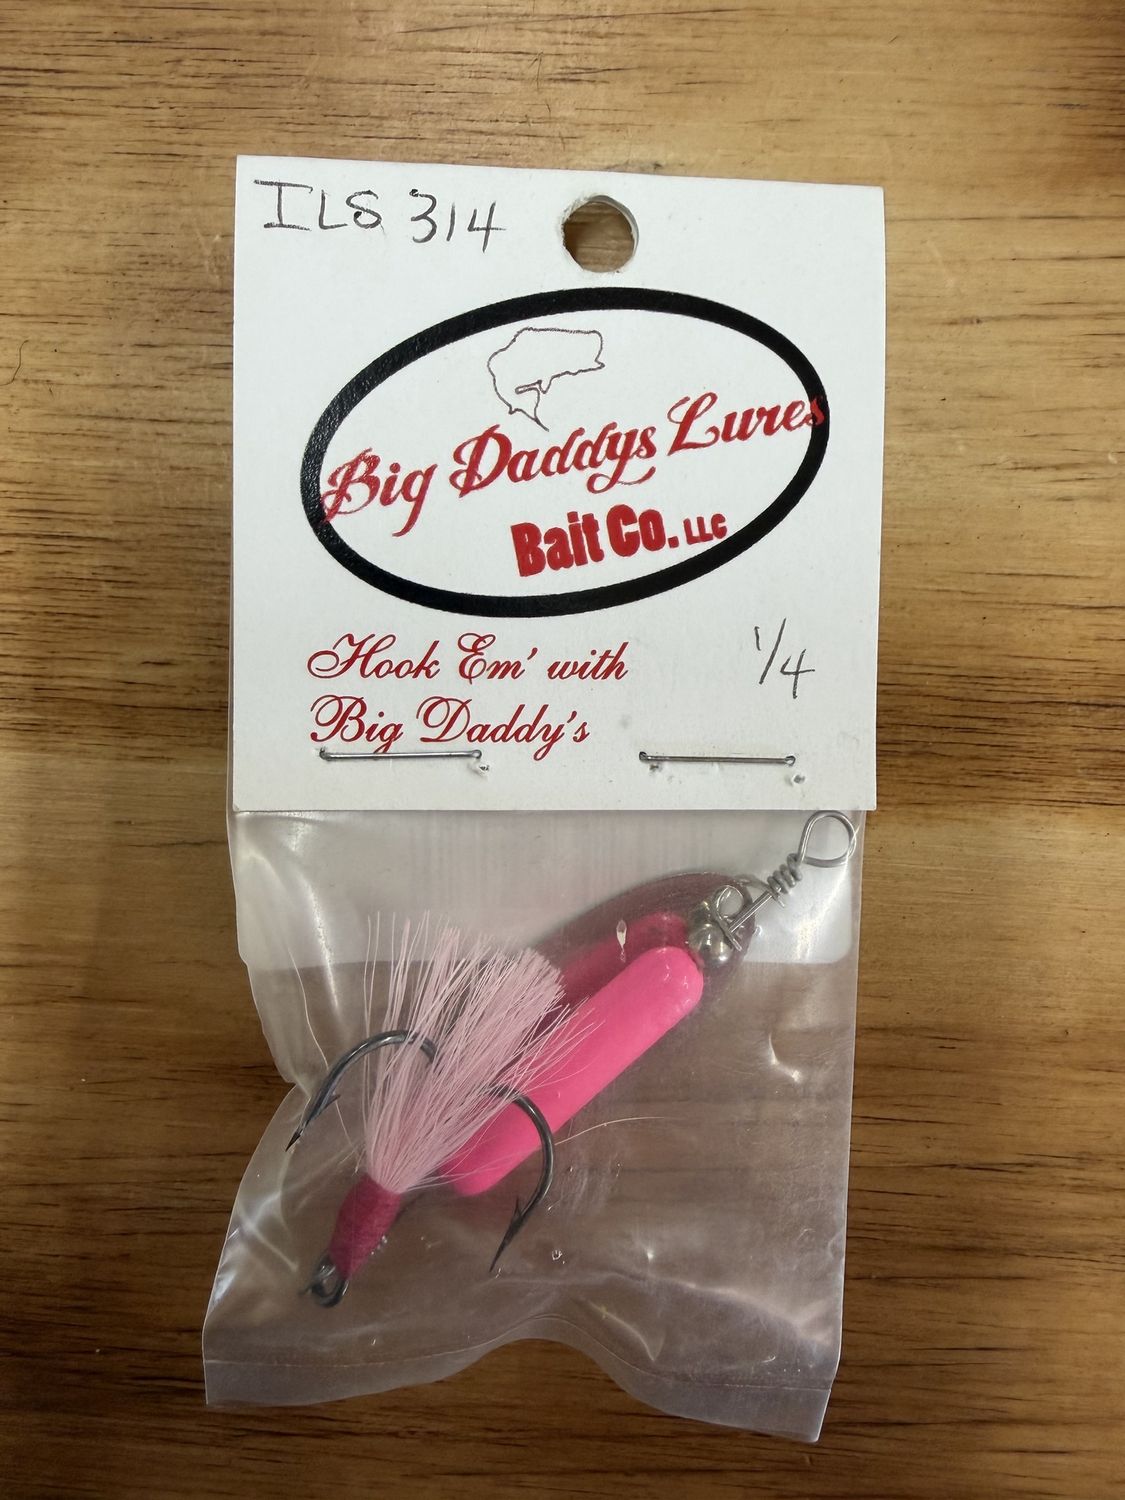 ILS 314
Big Daddys Lures
Bait Co. LLC
Hook Em' with
Big Daddy's
1/4